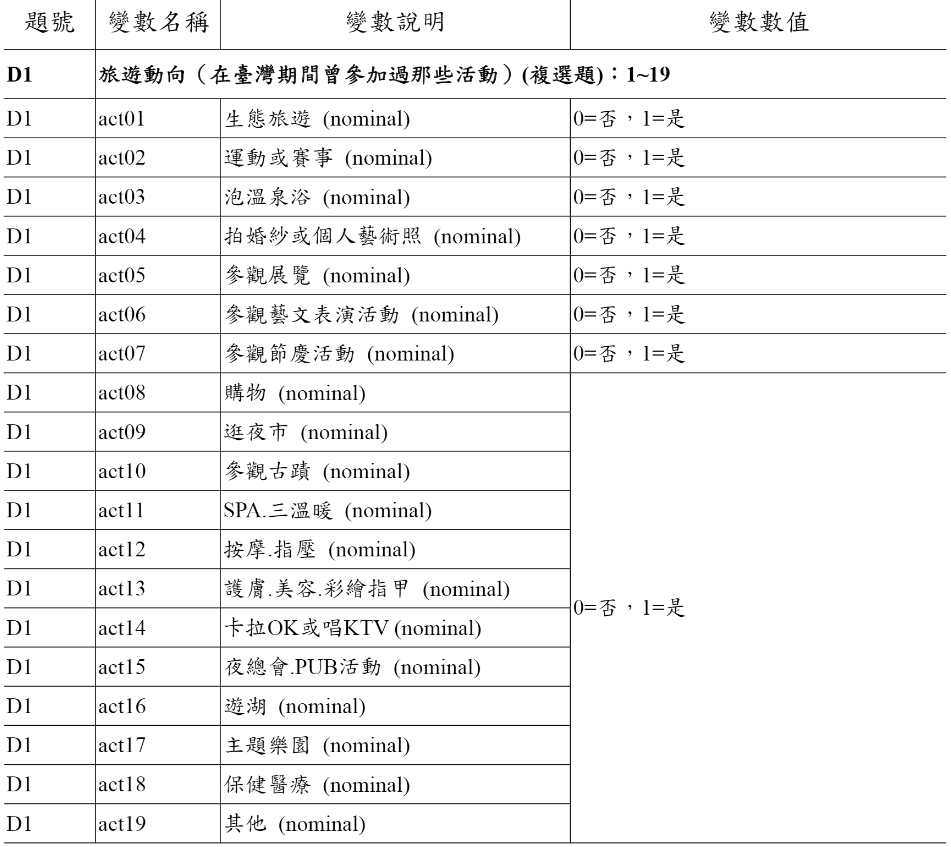 題號 變數名稱 變數說明 變數數值
D1 旅遊動向（在臺灣期間曾參加過那些活動）(複選題)：1~19
D1 act01 生態旅遊 (nominal) 0=否，1=是
D1 act02 運動或賽事 (nominal) 0=否，1=是
D1 act03 泡溫泉浴 (nominal) 0=否，1=是
D1 act04 拍婚紗或個人藝術照 (nominal) 0=否，1=是
D1 act05 參觀展覽 (nominal) 0=否，1=是
D1 act06 參觀藝文表演活動 (nominal) 0=否，1=是
D1 act07 參觀節慶活動 (nominal) 0=否，1=是
D1 act08 購物 (nominal)
D1 act09 逛夜市 (nominal)
D1 act10 參觀古蹟 (nominal)
D1 act11 SPA.三溫暖 (nominal)
D1 act12 按摩.指壓 (nominal)
D1 act13 護膚.美容.彩繪指甲 (nominal)
0=否，1=是
D1 act14 卡拉OK或唱KTV (nominal)
D1 act15 夜總會.PUB活動 (nominal)
D1 act16 遊湖 (nominal)
D1 act17 主題樂園 (nominal)
D1 act18 保健醫療 (nominal)
D1 act19 其他 (nominal)